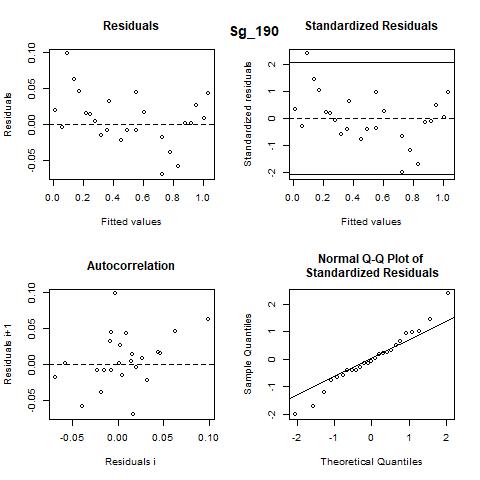 Sg_190
Residuals
Residuals
0.10
0.05
0.00
-0.05
0.0 0.2 0.4 0.6 0.8 1.0
Fitted values
Standardized Residuals
Standardized residuals
2
1
0
-1
-2
0.0 0.2 0.4 0.6 0.8 1.0
Fitted values
Autocorrelation
Residuals i+1
0.10
0.05
0.00
-0.05
-0.05 0.00 0.05 0.10
Residuals i
Normal Q-Q Plot of
Standardized Residuals
Sample Quantiles
2
1
0
-1
-2
-2 -1 0 1 2
Theoretical Quantiles